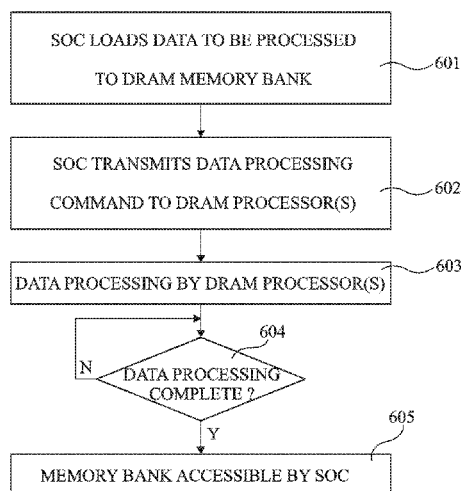 SOC LOADS DATA TO BE PROCESSED
TO DRAM MEMORY BANK
601
SOC TRANSMITS DATA PROCESSING
COMMAND TO DRAM PROCESSOR(S)
602
603
DATA PROCESSING BY DRAM PROCESSOR(S)
604
N
DATA PROCESSING
COMPLETE ?
Y
605
MEMORY BANK ACCESSIBLE BY SOC